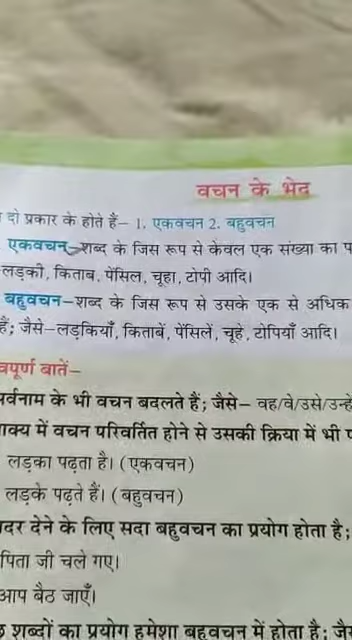 वचन के भेद
दो प्रकार के होते हैं– 1. एकवचन 2. बहुवचन
एकवचन–शब्द के जिस रूप से केवल एक संख्या का
लड़की, किताब, पेंसिल, चूहा, टोपी आदि।
बहुवचन–शब्द के जिस रूप से उसके एक से अधिक
हैं; जैसे–लड़कियाँ, किताबें, पेंसिलें, चूहे, टोपियाँ आदि।
बातें–
के भी वचन बदलते हैं; जैसे– वह/वे/उसे/उन्हें
में वचन परिवर्तित होने से उसकी क्रिया में भी
लड़का पढ़ता है। (एकवचन)
लड़के पढ़ते हैं। (बहुवचन)
देने के लिए सदा बहुवचन का प्रयोग होता है;
पिता जी चले गए।
आप बैठ जाएँ।
शब्दों का प्रयोग हमेशा बहुवचन में होता है;